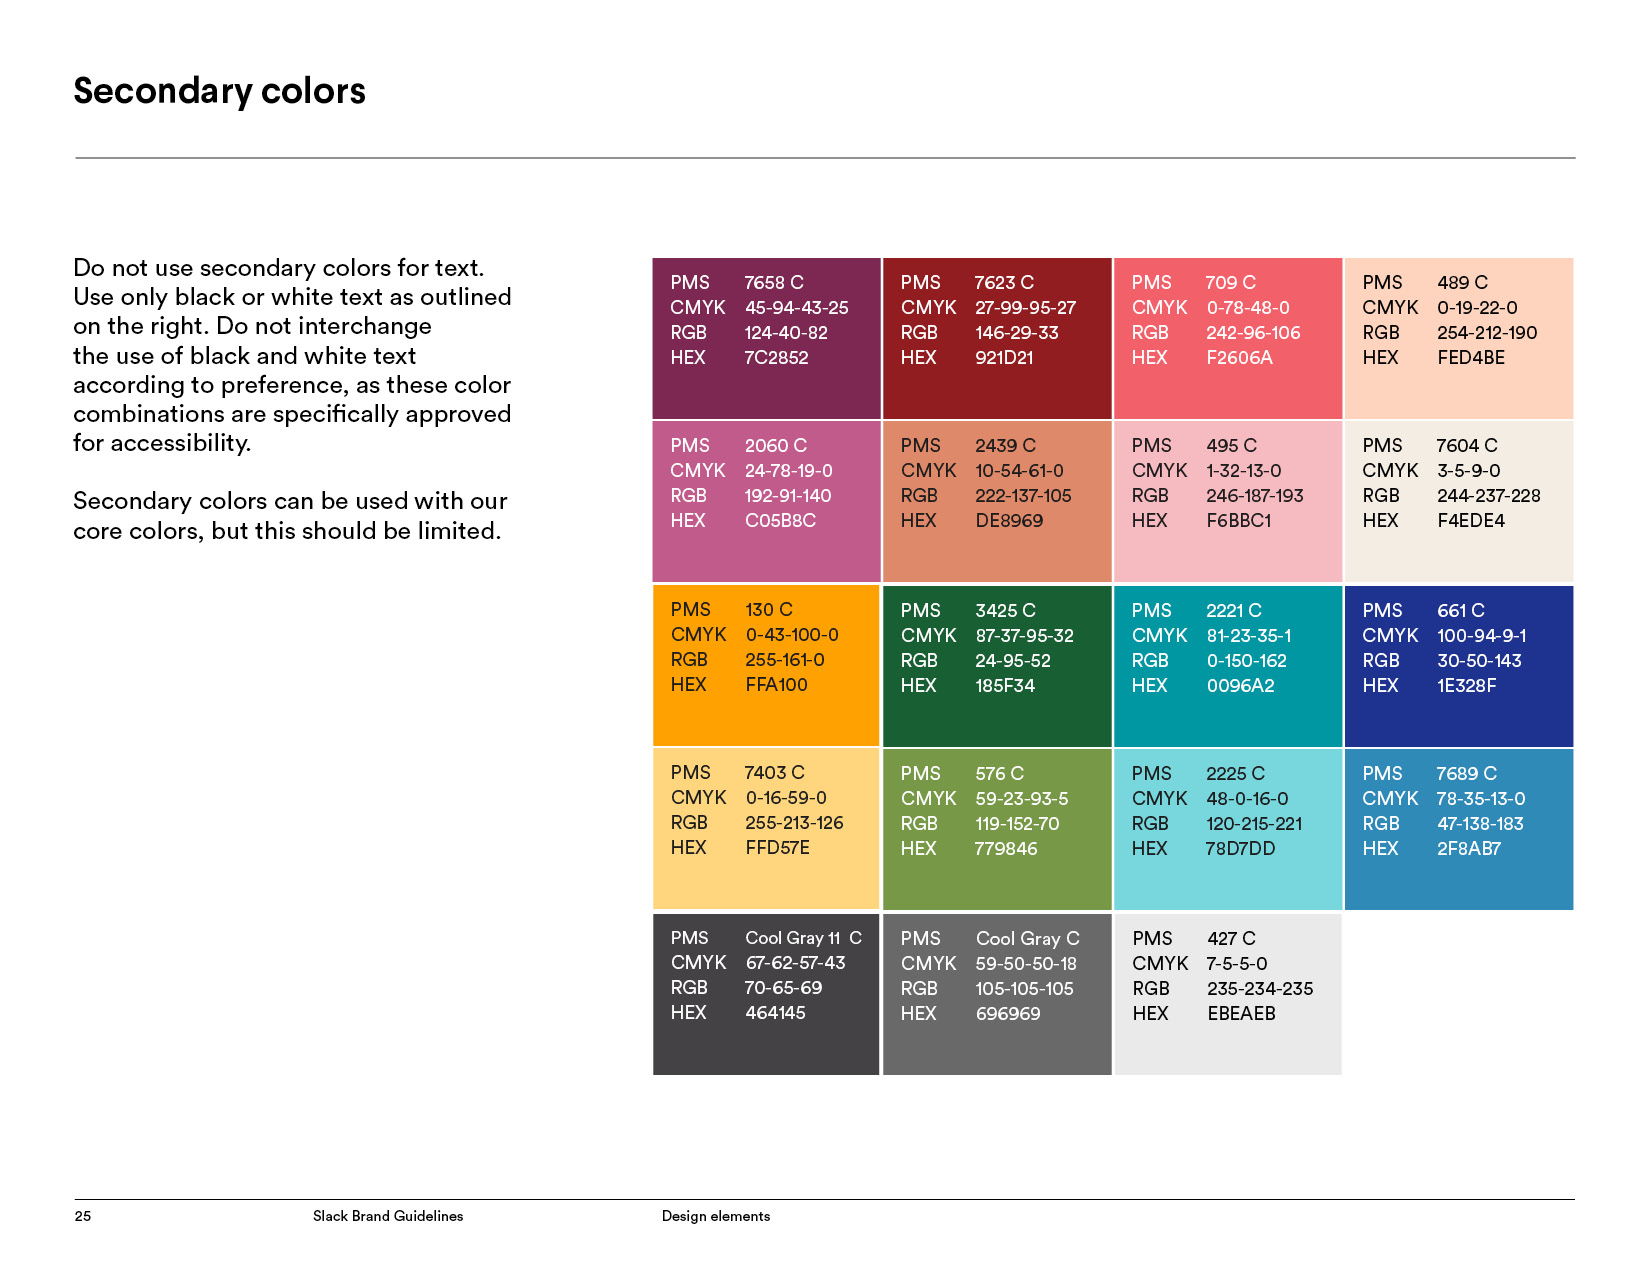 Secondary colors
Do not use secondary colors for text.
Use only black or white text as outlined
on the right. Do not interchange
the use of black and white text
according to preference, as these color
combinations are specifically approved
for accessibility.
Secondary colors can be used with our
core colors, but this should be limited.
PMS 7658 C
CMYK 45-94-43-25
RGB 124-40-82
HEX 7C2852
PMS 7623 C
CMYK 27-99-95-27
RGB 146-29-33
HEX 921D21
PMS 709 C
CMYK 0-78-48-0
RGB 242-96-106
HEX F2606A
PMS 489 C
CMYK 0-19-22-0
RGB 254-212-190
HEX FED4BE
PMS 2060 C
CMYK 24-78-19-0
RGB 192-91-140
HEX C05B8C
PMS 2439 C
CMYK 10-54-61-0
RGB 222-137-105
HEX DE8969
PMS 495 C
CMYK 1-32-13-0
RGB 246-187-193
HEX F6BBC1
PMS 7604 C
CMYK 3-5-9-0
RGB 244-237-228
HEX F4EDE4
PMS 130 C
CMYK 0-43-100-0
RGB 255-161-0
HEX FFA100
PMS 3425 C
CMYK 87-37-95-32
RGB 24-95-52
HEX 185F34
PMS 2221 C
CMYK 81-23-35-1
RGB 0-150-162
HEX 0096A2
PMS 661 C
CMYK 100-94-9-1
RGB 30-50-143
HEX 1E328F
PMS 7403 C
CMYK 0-16-59-0
RGB 255-213-126
HEX FFD57E
PMS 576 C
CMYK 59-23-93-5
RGB 119-152-70
HEX 779846
PMS 2225 C
CMYK 48-0-16-0
RGB 120-215-221
HEX 78D7DD
PMS 7689 C
CMYK 78-35-13-0
RGB 47-138-183
HEX 2F8AB7
PMS Cool Gray 11 C
CMYK 67-62-57-43
RGB 70-65-69
HEX 464145
PMS Cool Gray C
CMYK 59-50-50-18
RGB 105-105-105
HEX 696969
PMS 427 C
CMYK 7-5-5-0
RGB 235-234-235
HEX EBEAEB
25 Slack Brand Guidelines Design elements